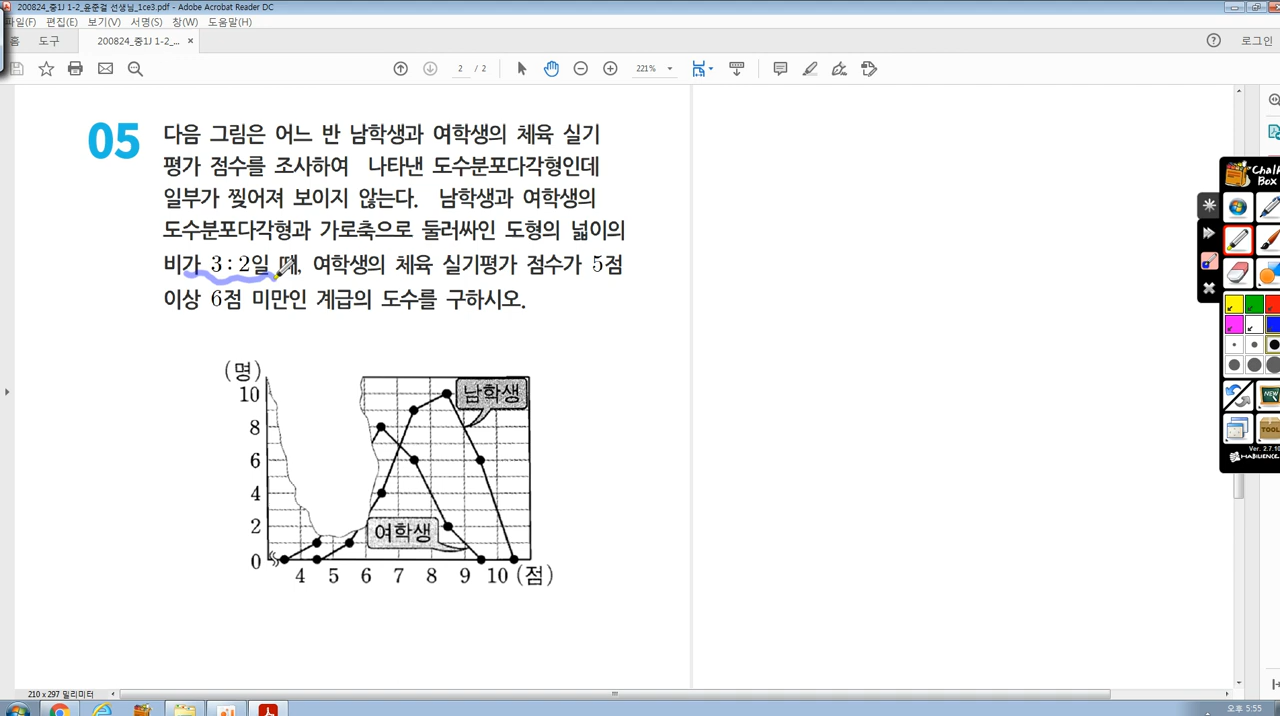 200824_중1J 1-2_윤준걸 선생님_1ce3.pdf - Adobe Acrobat Reader DC
파일(F) 편집(E) 보기(V) 서명(S) 창(W) 도움말(H)
홈 도구 200824_중1J 1-2_... ×
로그인
2 / 2
221%
05 다음 그림은 어느 반 남학생과 여학생의 체육 실기
평가 점수를 조사하여 나타낸 도수분포다각형인데
일부가 찢어져 보이지 않는다. 남학생과 여학생의
도수분포다각형과 가로축으로 둘러싸인 도형의 넓이의
비가 3 : 2일 때, 여학생의 체육 실기평가 점수가 5점
이상 6점 미만인 계급의 도수를 구하시오.
(명)
10
8
6
4
2
0
남학생
여학생
4 5 6 7 8 9 10 (점)
Chalk
Box
NEW
TOOL
Ver. 2.7.10
HABILIENCE
210 x 297 밀리미터
오후 5:55